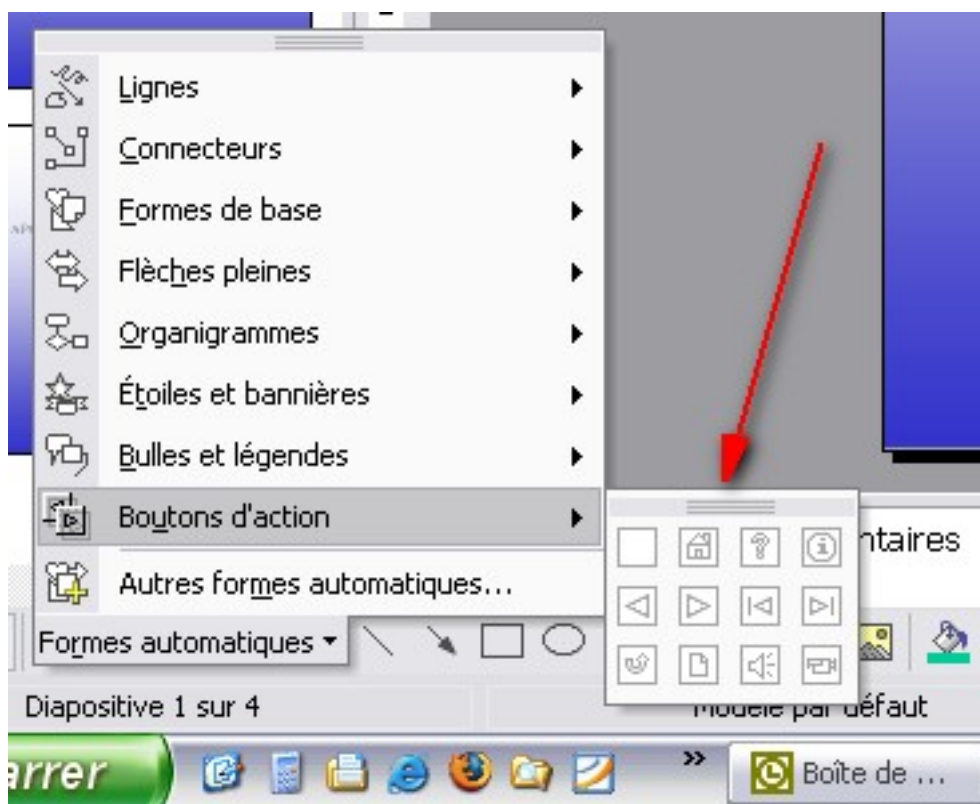 Lignes
Connecteurs
Formes de base
Flèches pleines
Organigrammes
Étoiles et bannières
Bulles et légendes
Boutons d'action
Autres formes automatiques...
ntaires
Formes automatiques
Diapositive 1 sur 4
Modèle par défaut
arrer
»
Boîte de ...